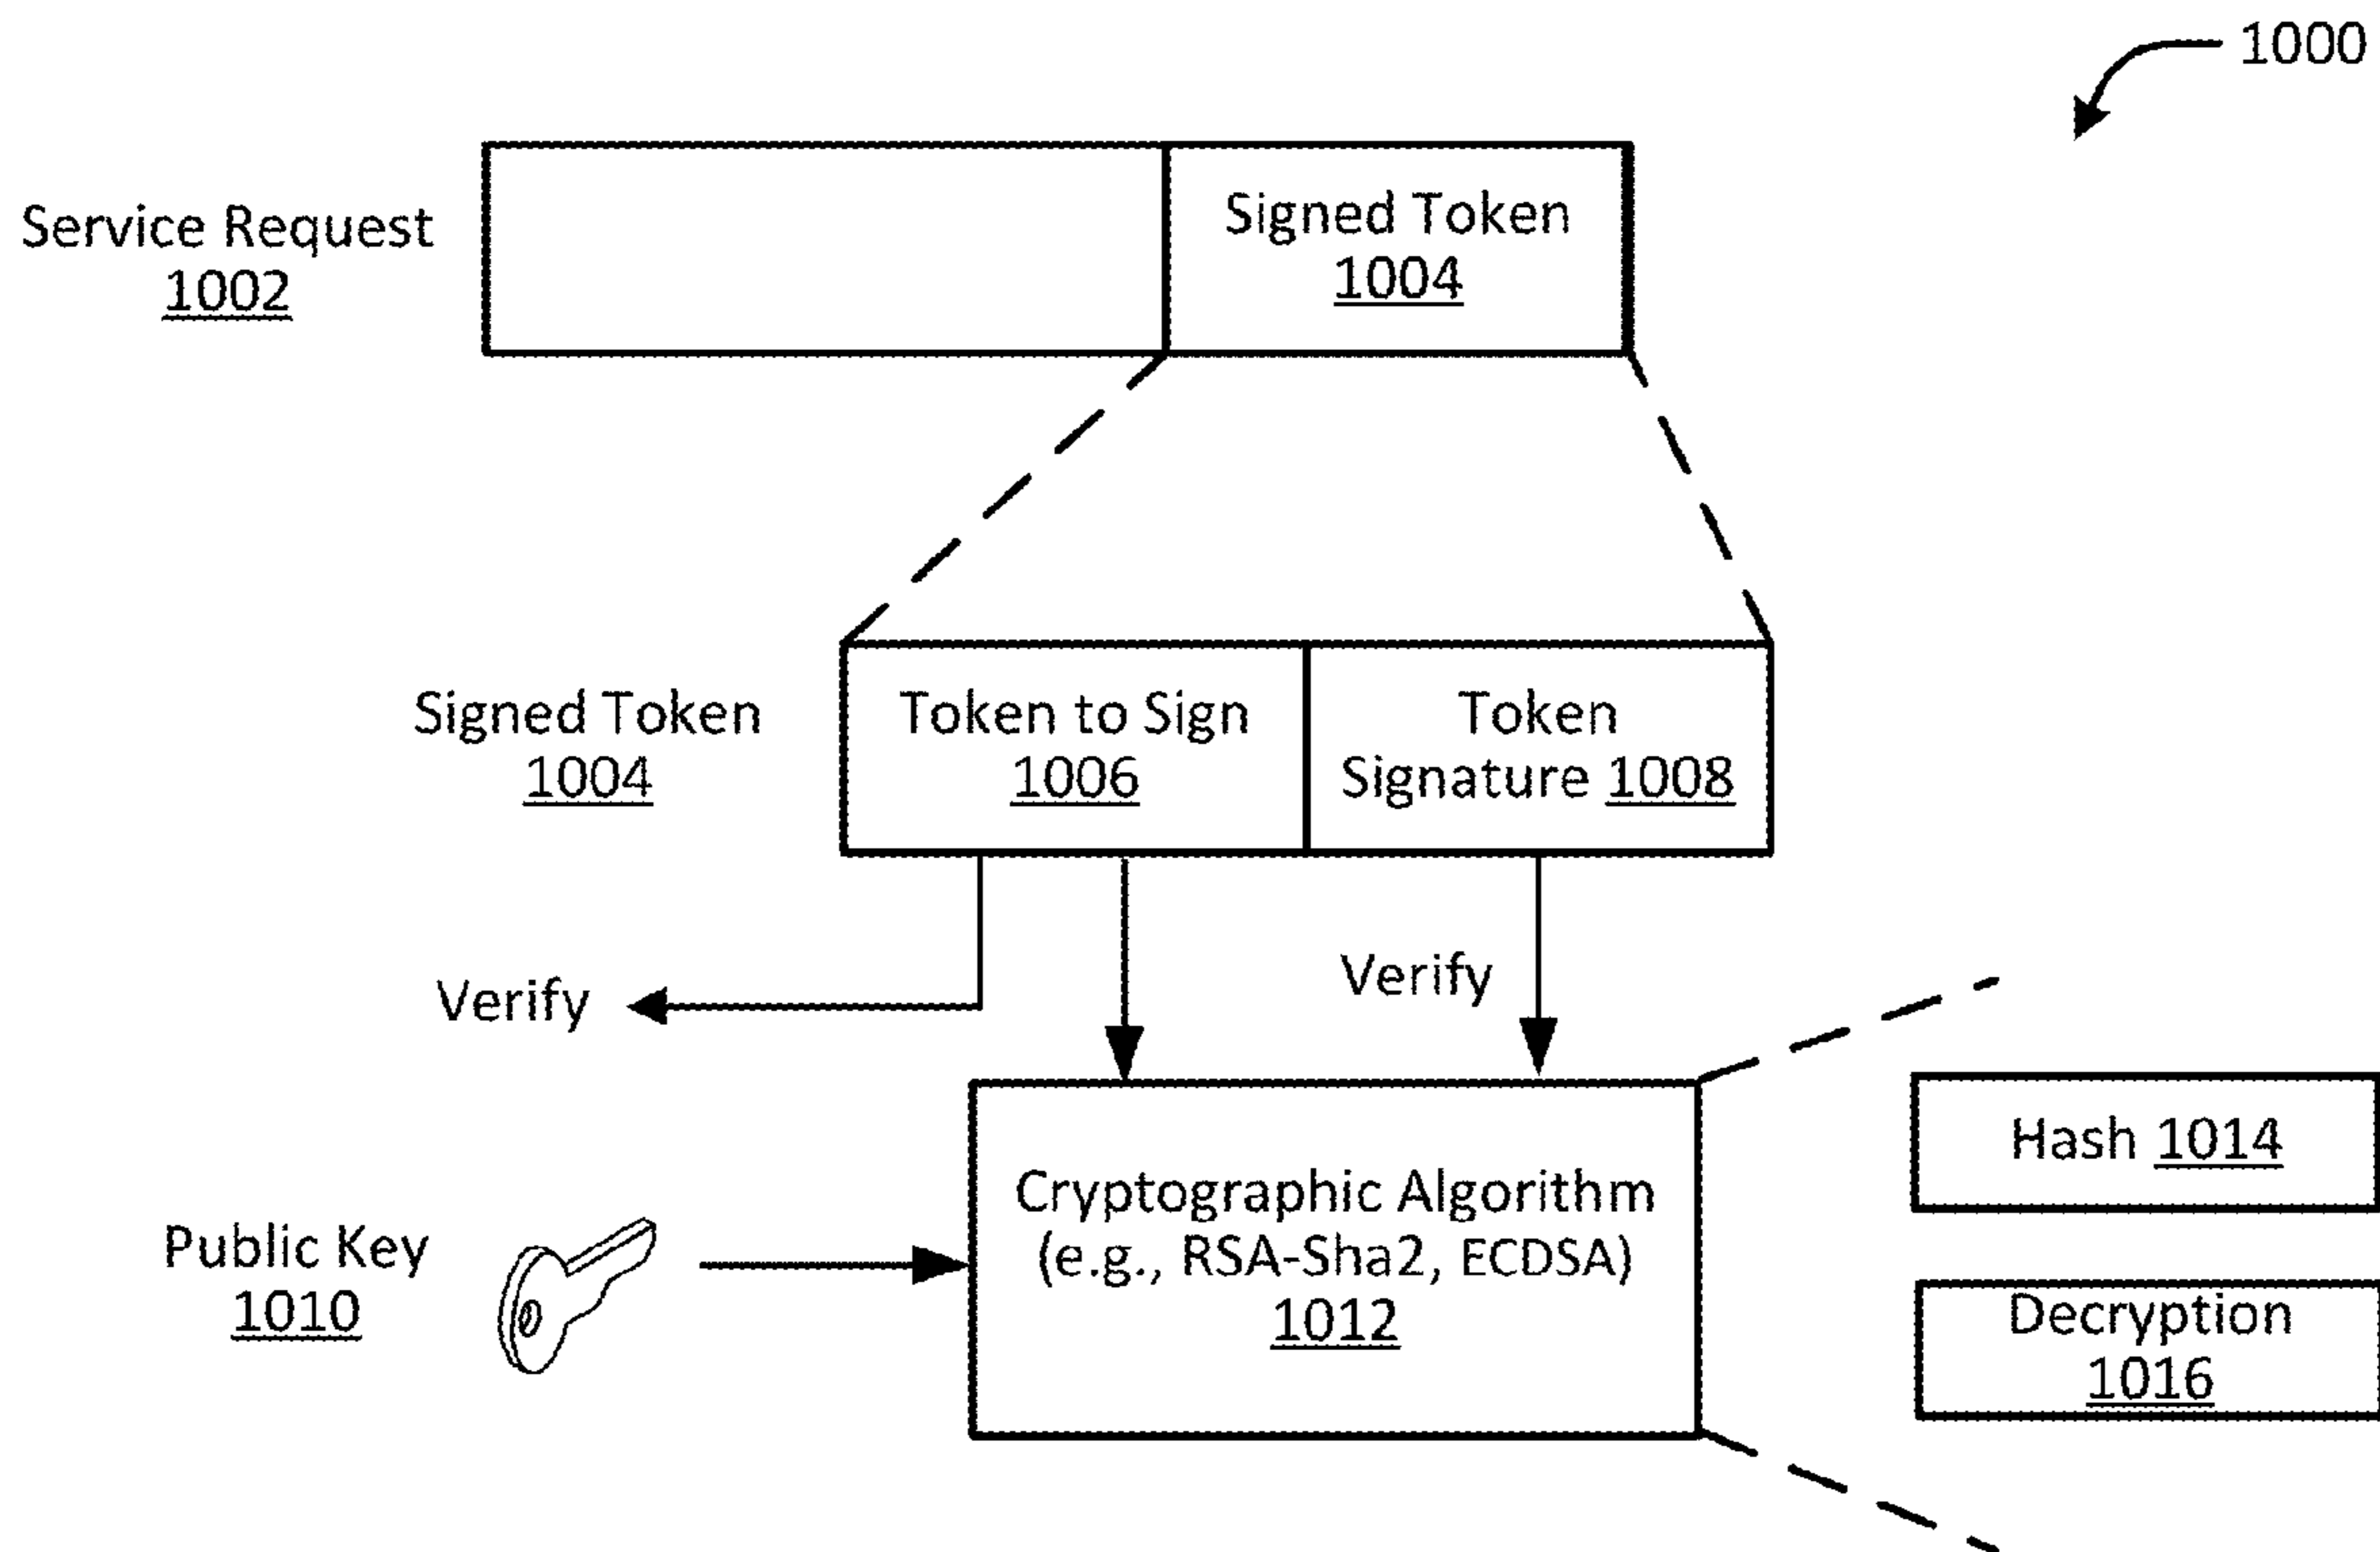 1000
Service Request
1002
Signed Token
1004
Signed Token
1004
Token to Sign
1006
Token
Signature 1008
Verify
Verify
Public Key
1010
Cryptographic Algorithm
(e.g., RSA-Sha2, ECDSA)
1012
Hash 1014
Decryption
1016